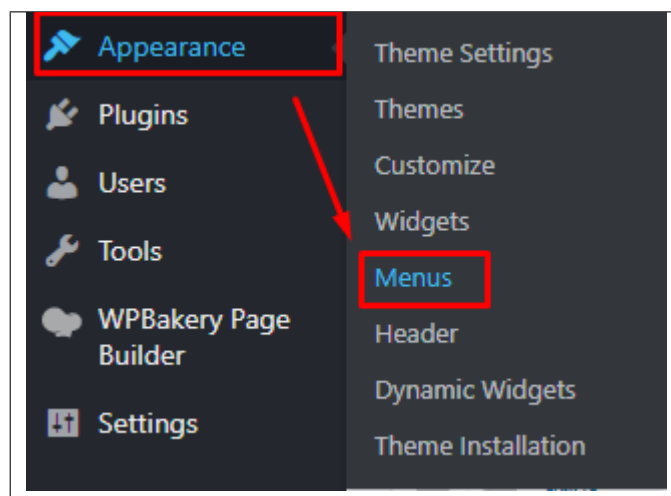 Appearance
Plugins
Users
Tools
WPBakery Page
Builder
Settings
Theme Settings
Themes
Customize
Widgets
Menus
Header
Dynamic Widgets
Theme Installation